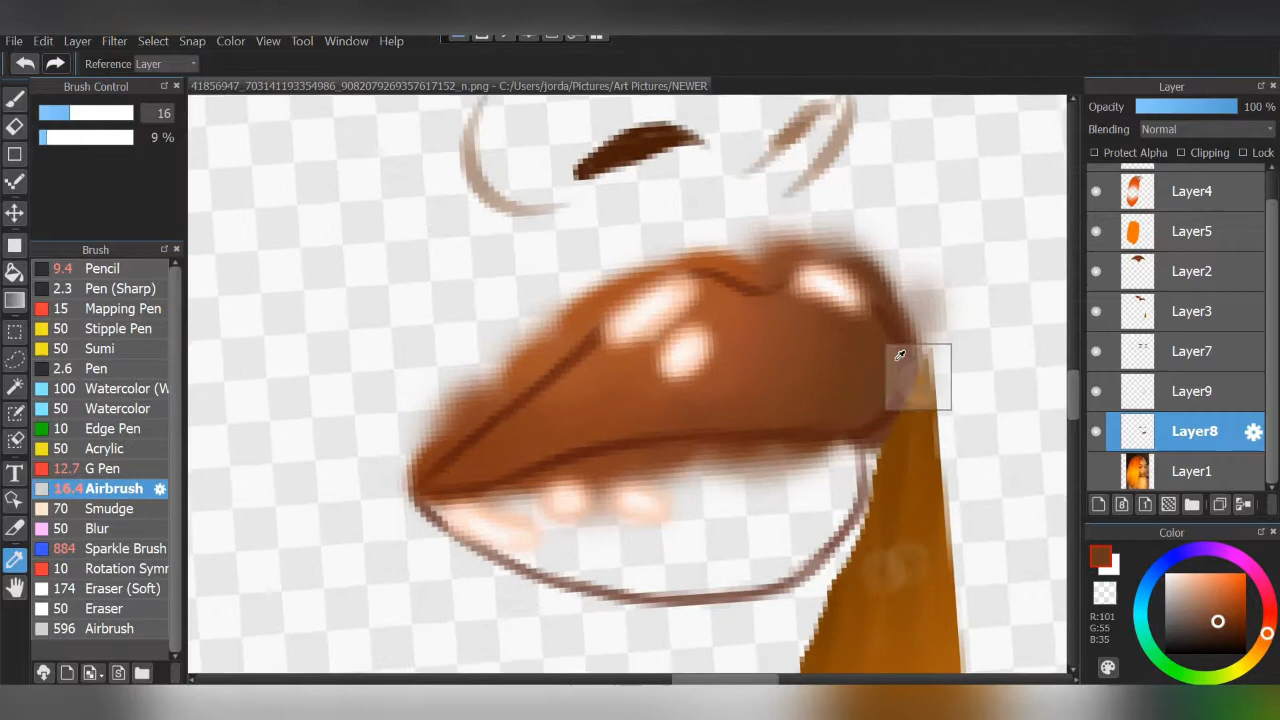 File Edit Layer Filter Select Snap Color View Tool Window Help
Reference Layer
Brush Control
41856947_703141193354986_9082079269357617152_n.png - C:/Users/jorda/Pictures/Art Pictures/NEWER
Layer
16
Opacity 100 %
9 %
Blending Normal
Protect Alpha Clipping Lock
Layer4
Layer5
Layer2
Layer3
Layer7
Layer9
Layer8
Layer1
Brush
9.4 Pencil
2.3 Pen (Sharp)
15 Mapping Pen
50 Stipple Pen
50 Sumi
2.6 Pen
100 Watercolor (W
50 Watercolor
10 Edge Pen
50 Acrylic
12.7 G Pen
16.4 Airbrush
70 Smudge
50 Blur
884 Sparkle Brush
10 Rotation Symr
174 Eraser (Soft)
50 Eraser
596 Airbrush
Color
R:101
G:55
B:35